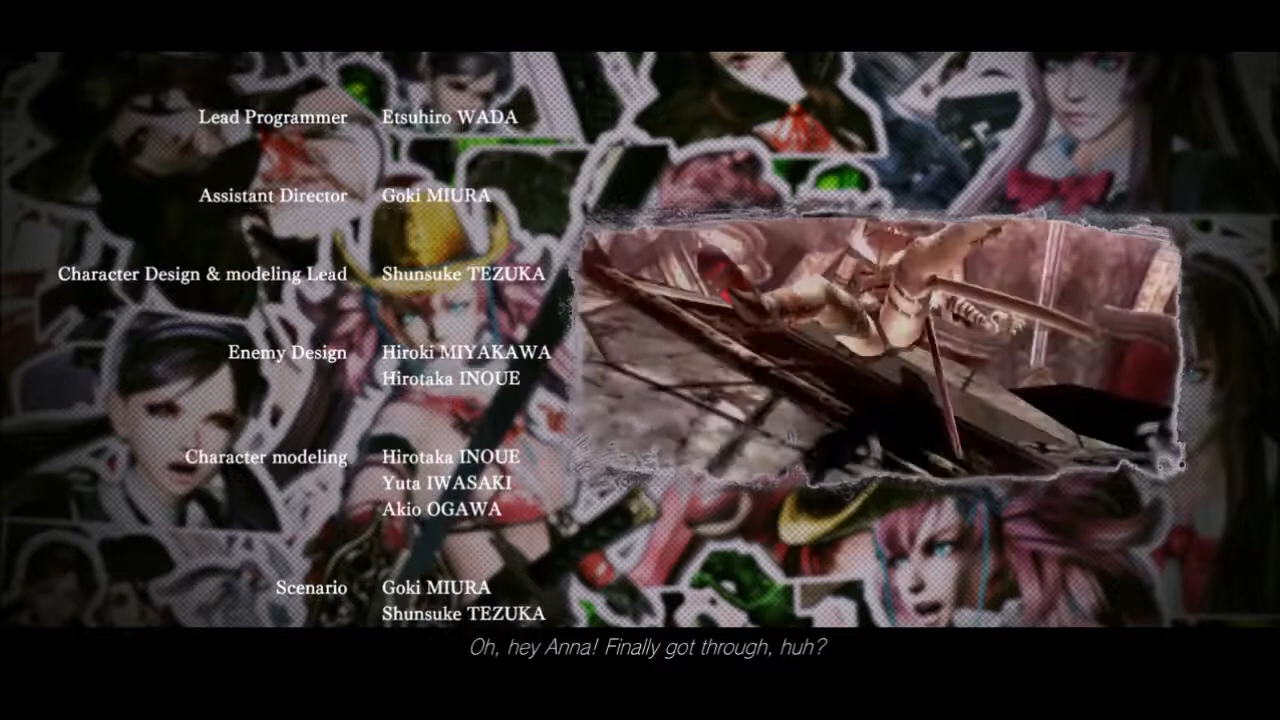 Lead Programmer Etsuhiro WADA
Assistant Director Goki MIURA
Character Design & modeling Lead Shunsuke TEZUKA
Enemy Design Hiroki MIYAKAWA
Hirotaka INOUE
Character modeling Hirotaka INOUE
Yuta IWASAKI
Akio OGAWA
Scenario Goki MIURA
Shunsuke TEZUKA
Oh, hey Anna! Finally got through, huh?